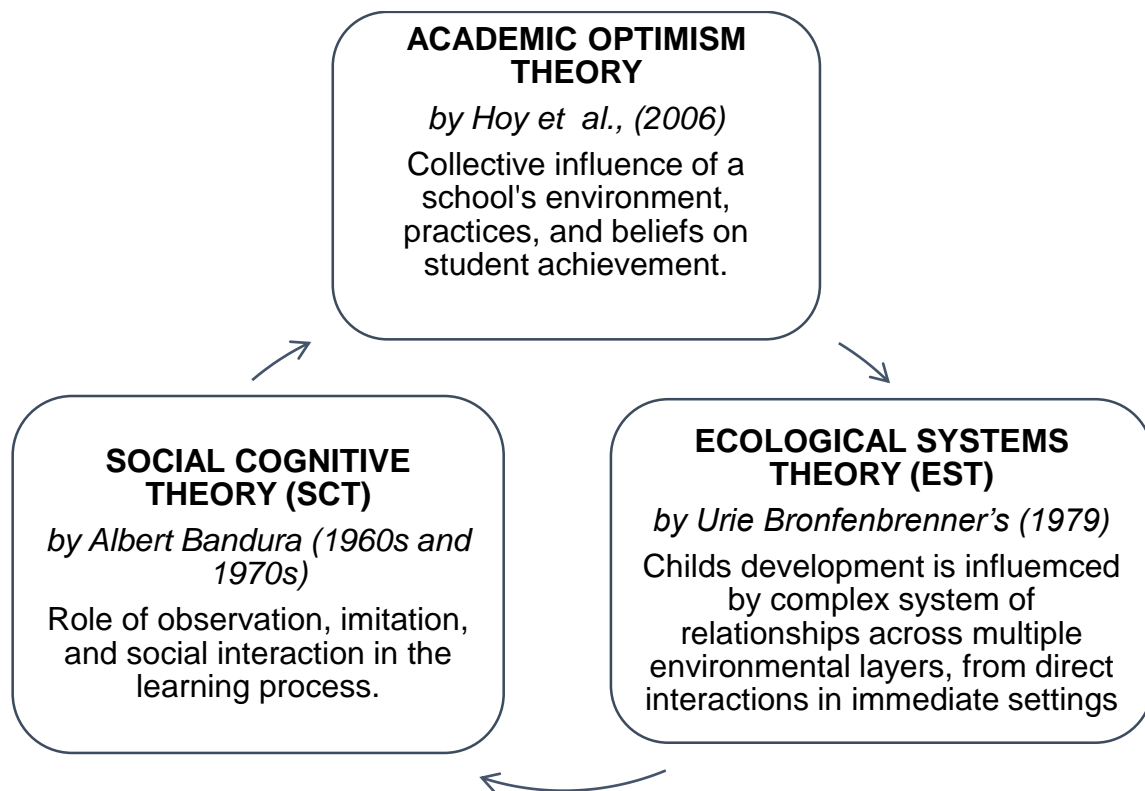 ACADEMIC OPTIMISM
THEORY
by Hoy et al., (2006)
Collective influence of a
school's environment,
practices, and beliefs on
student achievement.
SOCIAL COGNITIVE
THEORY (SCT)
by Albert Bandura (1960s and
1970s)
Role of observation, imitation,
and social interaction in the
learning process.
ECOLOGICAL SYSTEMS
THEORY (EST)
by Urie Bronfenbrenner’s (1979)
Childs development is influemced
by complex system of
relationships across multiple
environmental layers, from direct
interactions in immediate settings